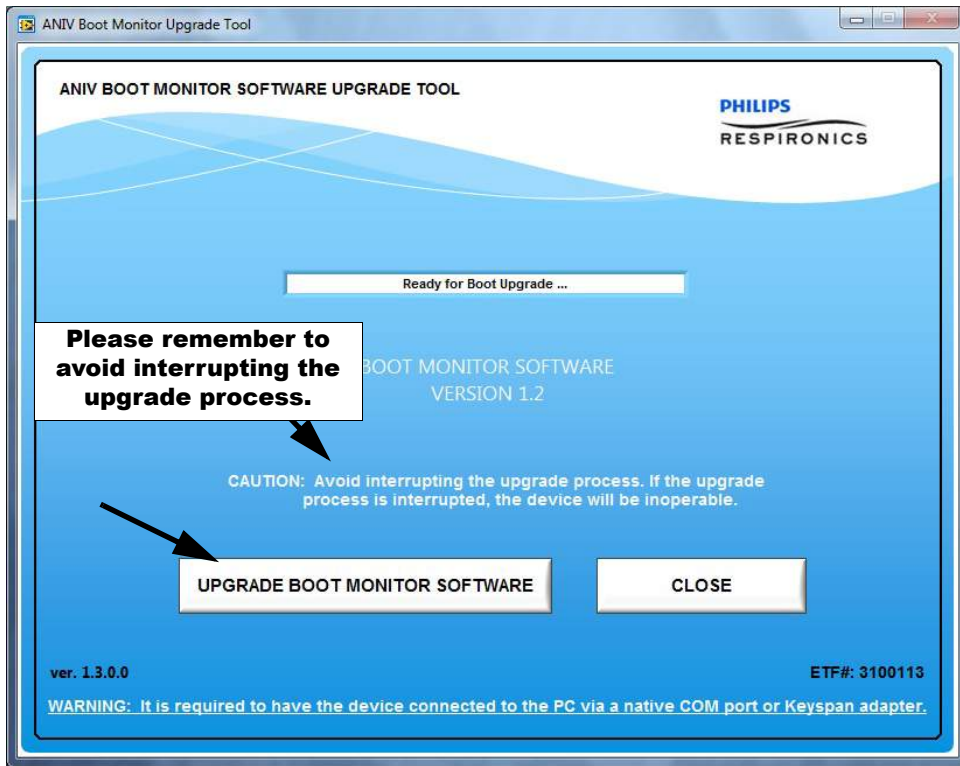 ANIV Boot Monitor Upgrade Tool
ANIV BOOT MONITOR SOFTWARE UPGRADE TOOL
PHILIPS
RESPIRONICS
Ready for Boot Upgrade ...
Please remember to
avoid interrupting the
upgrade process.
BOOT MONITOR SOFTWARE
VERSION 1.2
CAUTION: Avoid interrupting the upgrade process. If the upgrade
process is interrupted, the device will be inoperable.
UPGRADE BOOT MONITOR SOFTWARE
CLOSE
ver. 1.3.0.0
ETF#: 3100113
WARNING: It is required to have the device connected to the PC via a native COM port or Keyspan adapter.